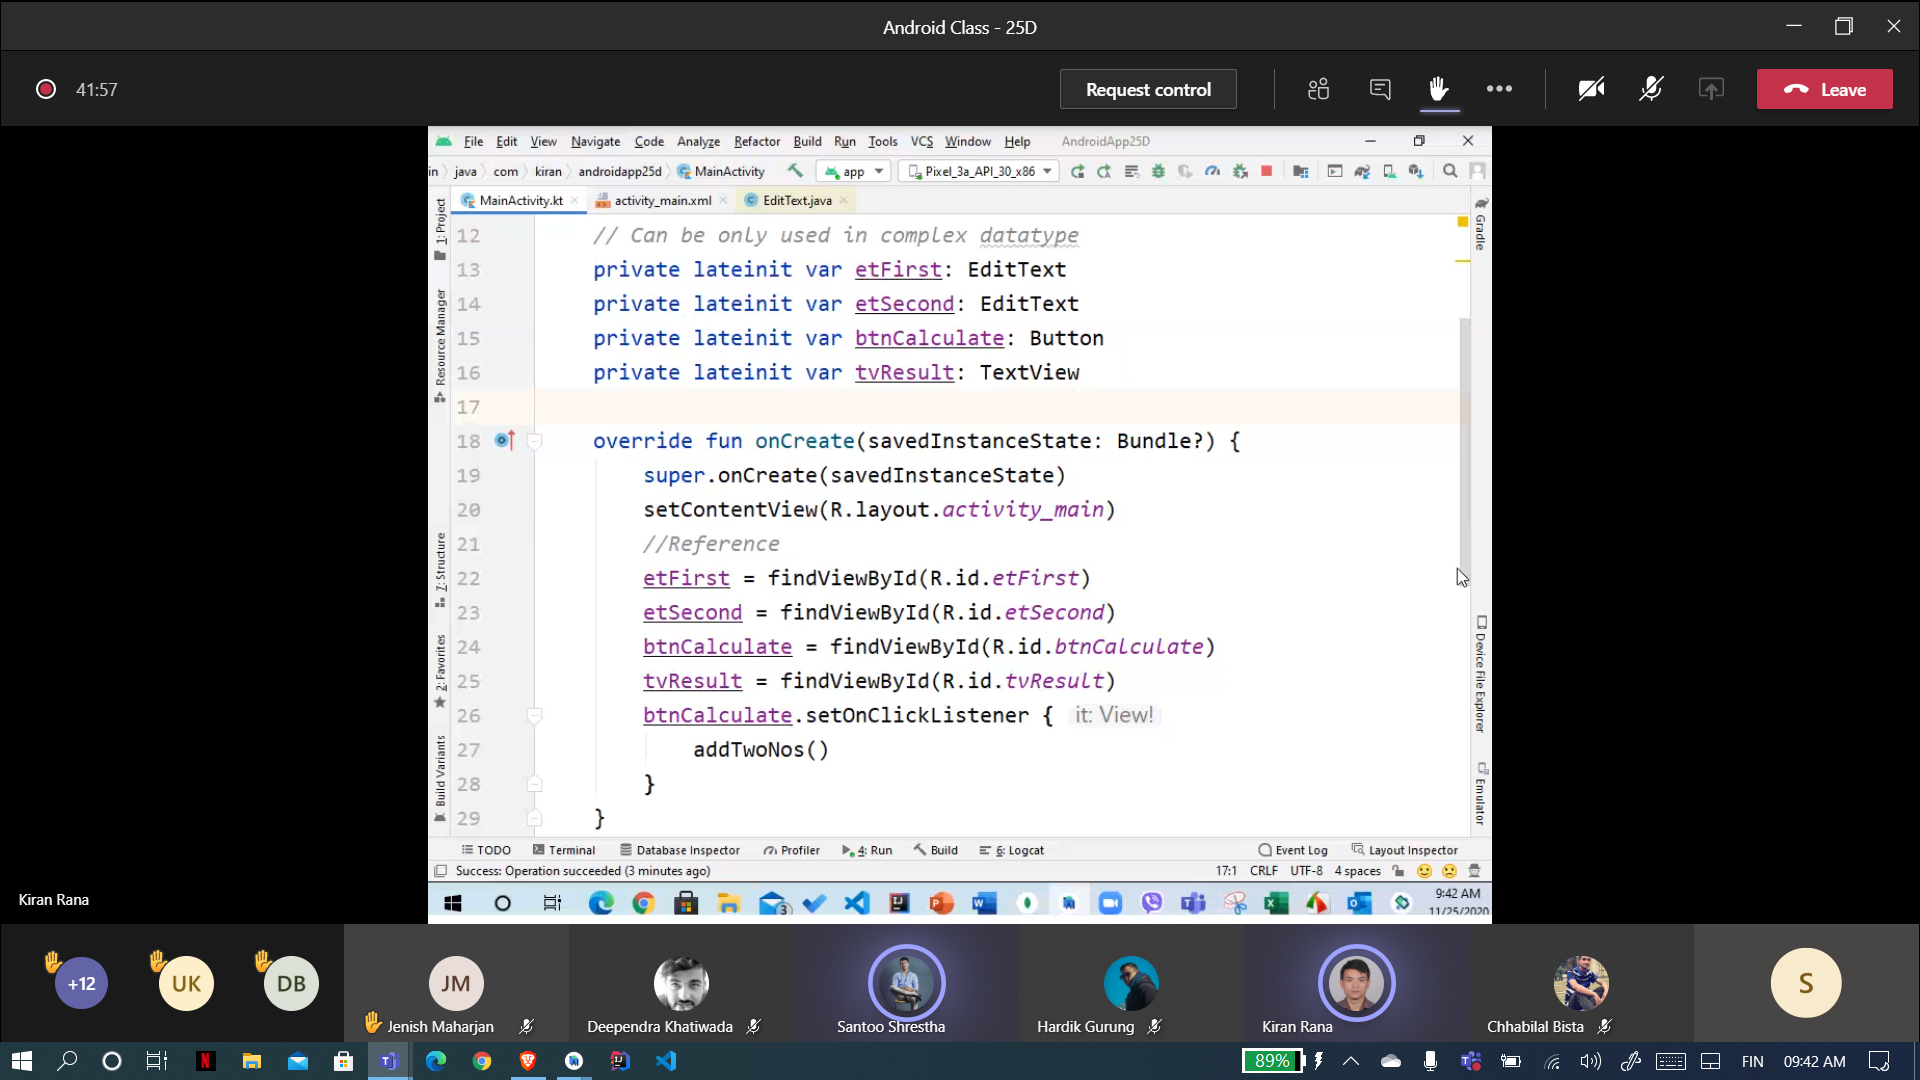 Android Class - 25D
41:57
Request control
Leave
File Edit View Navigate Code Analyze Refactor Build Run Tools VCS Window Help AndroidApp25D
in java com kiran androidapp25d MainActivity app Pixel_3a_API_30_x86
MainActivity.kt activity_main.xml EditText.java
1: Project
Resource Manager
7: Structure
2: Favorites
Build Variants
12 // Can be only used in complex datatype
13 private lateinit var etFirst: EditText
14 private lateinit var etSecond: EditText
15 private lateinit var btnCalculate: Button
16 private lateinit var tvResult: TextView
17
18 override fun onCreate(savedInstanceState: Bundle?) {
19 super.onCreate(savedInstanceState)
20 setContentView(R.layout.activity_main)
21 //Reference
22 etFirst = findViewById(R.id.etFirst)
23 etSecond = findViewById(R.id.etSecond)
24 btnCalculate = findViewById(R.id.btnCalculate)
25 tvResult = findViewById(R.id.tvResult)
26 btnCalculate.setOnClickListener { it: View!
27 addTwoNos()
28 }
29 }
Gradle
Device File Explorer
Emulator
TODO Terminal Database Inspector Profiler 4: Run Build 6: Logcat Event Log Layout Inspector
Success: Operation succeeded (3 minutes ago) 17:1 CRLF UTF-8 4 spaces
3
9:42 AM
11/25/2020
Kiran Rana
+12 UK DB JM S
Jenish Maharjan Deependra Khatiwada Santoo Shrestha Hardik Gurung Kiran Rana Chhabilal Bista
89% FIN 09:42 AM